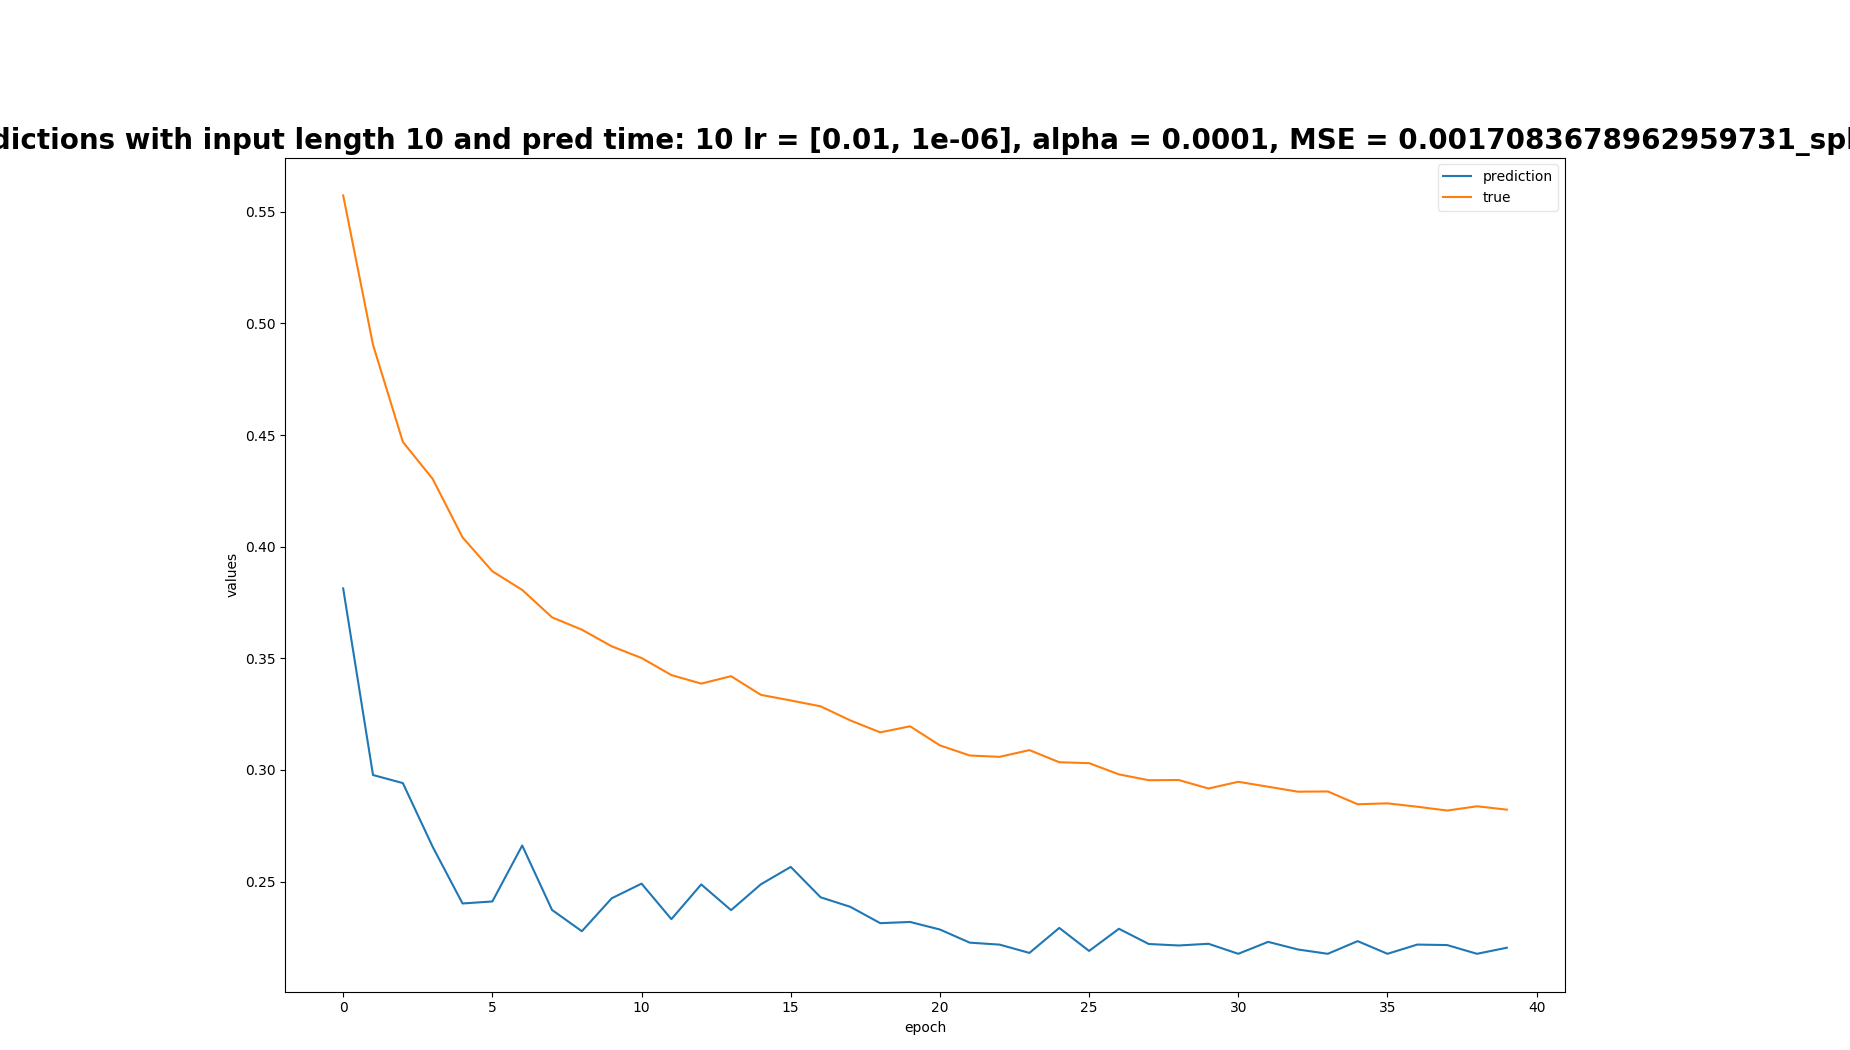 dictions with input length 10 and pred time: 10 lr = [0.01, 1e-06], alpha = 0.0001, MSE = 0.0017083678962959731_spl
prediction
true
0.55
0.50
0.45
0.40
0.35
0.30
0.25
values
0 5 10 15 20 25 30 35 40
epoch